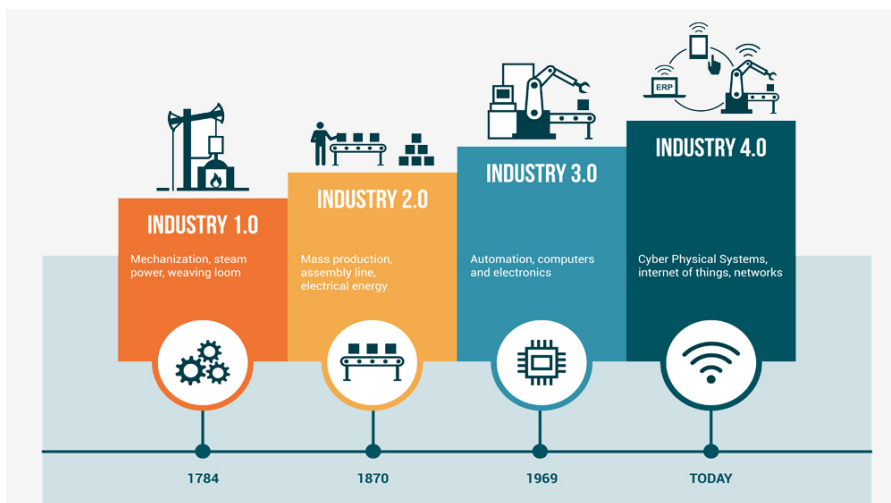 ERP
INDUSTRY 1.0
Mechanization, steam
power, weaving loom
INDUSTRY 2.0
Mass production,
assembly line,
electrical energy
INDUSTRY 3.0
Automation, computers
and electronics
INDUSTRY 4.0
Cyber Physical Systems,
internet of things, networks
1784
1870
1969
TODAY